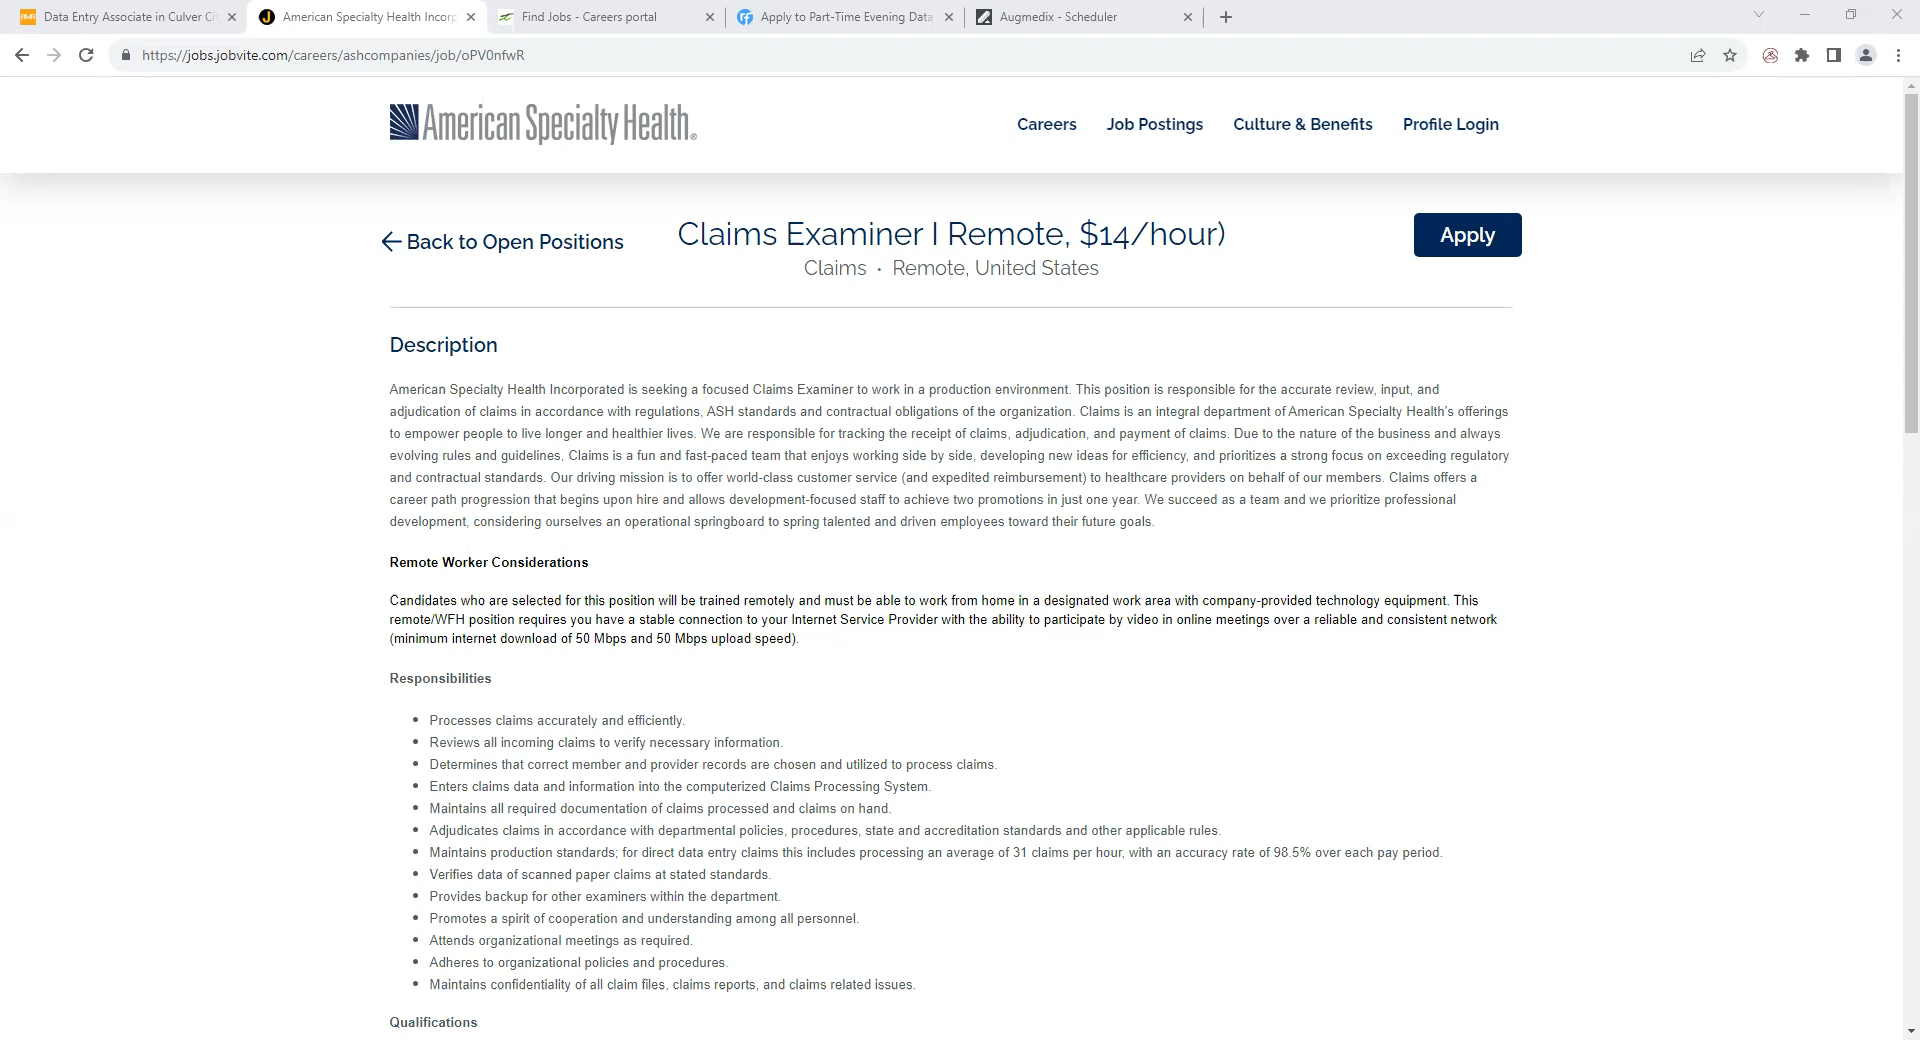 Data Entry Associate in Culver Ci
American Specialty Health Incorp
Find Jobs - Careers portal
Apply to Part-Time Evening Data
Augmedix - Scheduler
https://jobs.jobvite.com/careers/ashcompanies/job/oPV0nfwR
American Specialty Health®
Careers
Job Postings
Culture & Benefits
Profile Login
Back to Open Positions
Claims Examiner I Remote, $14/hour)
Apply
Claims · Remote, United States
Description
American Specialty Health Incorporated is seeking a focused Claims Examiner to work in a production environment. This position is responsible for the accurate review, input, and
adjudication of claims in accordance with regulations, ASH standards and contractual obligations of the organization. Claims is an integral department of American Specialty Health's offerings
to empower people to live longer and healthier lives. We are responsible for tracking the receipt of claims, adjudication, and payment of claims. Due to the nature of the business and always
evolving rules and guidelines, Claims is a fun and fast-paced team that enjoys working side by side, developing new ideas for efficiency, and prioritizes a strong focus on exceeding regulatory
and contractual standards. Our driving mission is to offer world-class customer service (and expedited reimbursement) to healthcare providers on behalf of our members. Claims offers a
career path progression that begins upon hire and allows development-focused staff to achieve two promotions in just one year. We succeed as a team and we prioritize professional
development, considering ourselves an operational springboard to spring talented and driven employees toward their future goals.
Remote Worker Considerations
Candidates who are selected for this position will be trained remotely and must be able to work from home in a designated work area with company-provided technology equipment. This
remote/WFH position requires you have a stable connection to your Internet Service Provider with the ability to participate by video in online meetings over a reliable and consistent network
(minimum internet download of 50 Mbps and 50 Mbps upload speed).
Responsibilities
• Processes claims accurately and efficiently.
• Reviews all incoming claims to verify necessary information.
• Determines that correct member and provider records are chosen and utilized to process claims.
• Enters claims data and information into the computerized Claims Processing System.
• Maintains all required documentation of claims processed and claims on hand.
• Adjudicates claims in accordance with departmental policies, procedures, state and accreditation standards and other applicable rules.
• Maintains production standards; for direct data entry claims this includes processing an average of 31 claims per hour, with an accuracy rate of 98.5% over each pay period.
• Verifies data of scanned paper claims at stated standards.
• Provides backup for other examiners within the department.
• Promotes a spirit of cooperation and understanding among all personnel.
• Attends organizational meetings as required.
• Adheres to organizational policies and procedures.
• Maintains confidentiality of all claim files, claims reports, and claims related issues.
Qualifications